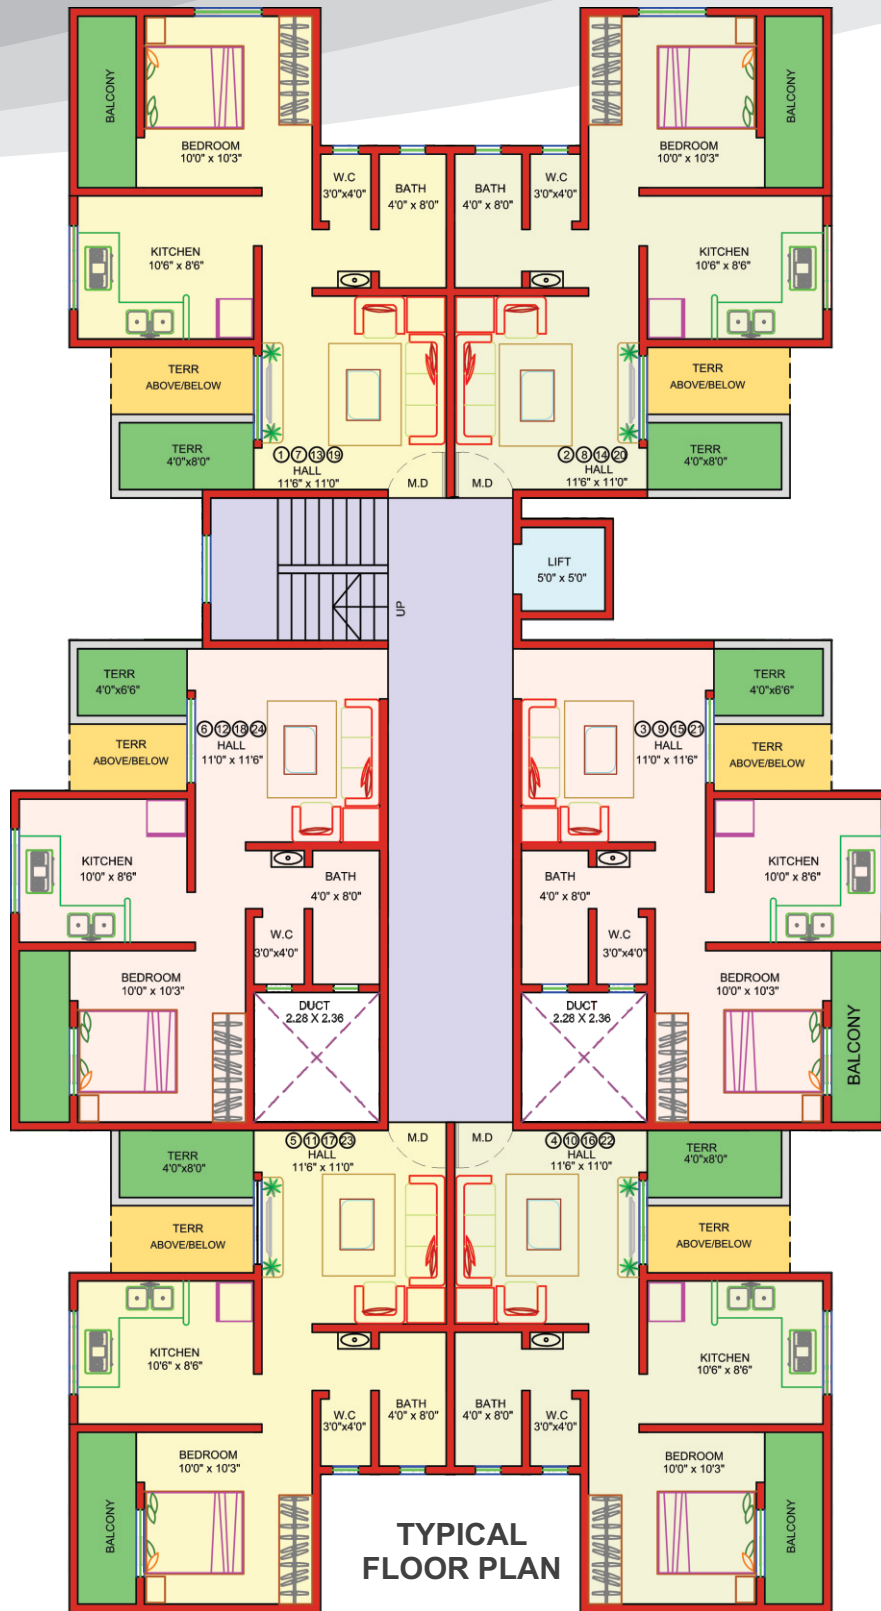 BALCONY
BEDROOM
10'0" x 10'3"
W.C
3'0"x4'0"
BATH
4'0" x 8'0"
KITCHEN
10'6" x 8'6"
TERR
ABOVE/BELOW
TERR
4'0"x8'0"
1 7 13 19
HALL
11'6" x 11'0"
M.D
BALCONY
BEDROOM
10'0" x 10'3"
W.C
3'0"x4'0"
BATH
4'0" x 8'0"
KITCHEN
10'6" x 8'6"
TERR
ABOVE/BELOW
TERR
4'0"x8'0"
2 8 14 20
HALL
11'6" x 11'0"
M.D
LIFT
5'0" x 5'0"
UP
TERR
4'0"x6'6"
TERR
ABOVE/BELOW
6 12 18 24
HALL
11'0" x 11'6"
KITCHEN
10'0" x 8'6"
BATH
4'0" x 8'0"
W.C
3'0"x4'0"
BEDROOM
10'0" x 10'3"
DUCT
2.28 X 2.36
TERR
4'0"x6'6"
TERR
ABOVE/BELOW
3 9 15 21
HALL
11'0" x 11'6"
KITCHEN
10'0" x 8'6"
BATH
4'0" x 8'0"
W.C
3'0"x4'0"
BEDROOM
10'0" x 10'3"
DUCT
2.28 X 2.36
BALCONY
TERR
4'0"x8'0"
TERR
ABOVE/BELOW
5 11 17 23
HALL
11'6" x 11'0"
M.D
KITCHEN
10'6" x 8'6"
W.C
3'0"x4'0"
BATH
4'0" x 8'0"
BEDROOM
10'0" x 10'3"
BALCONY
M.D
4 10 16 22
HALL
11'6" x 11'0"
TERR
4'0"x8'0"
TERR
ABOVE/BELOW
KITCHEN
10'6" x 8'6"
BATH
4'0" x 8'0"
W.C
3'0"x4'0"
BEDROOM
10'0" x 10'3"
BALCONY
TYPICAL
FLOOR PLAN